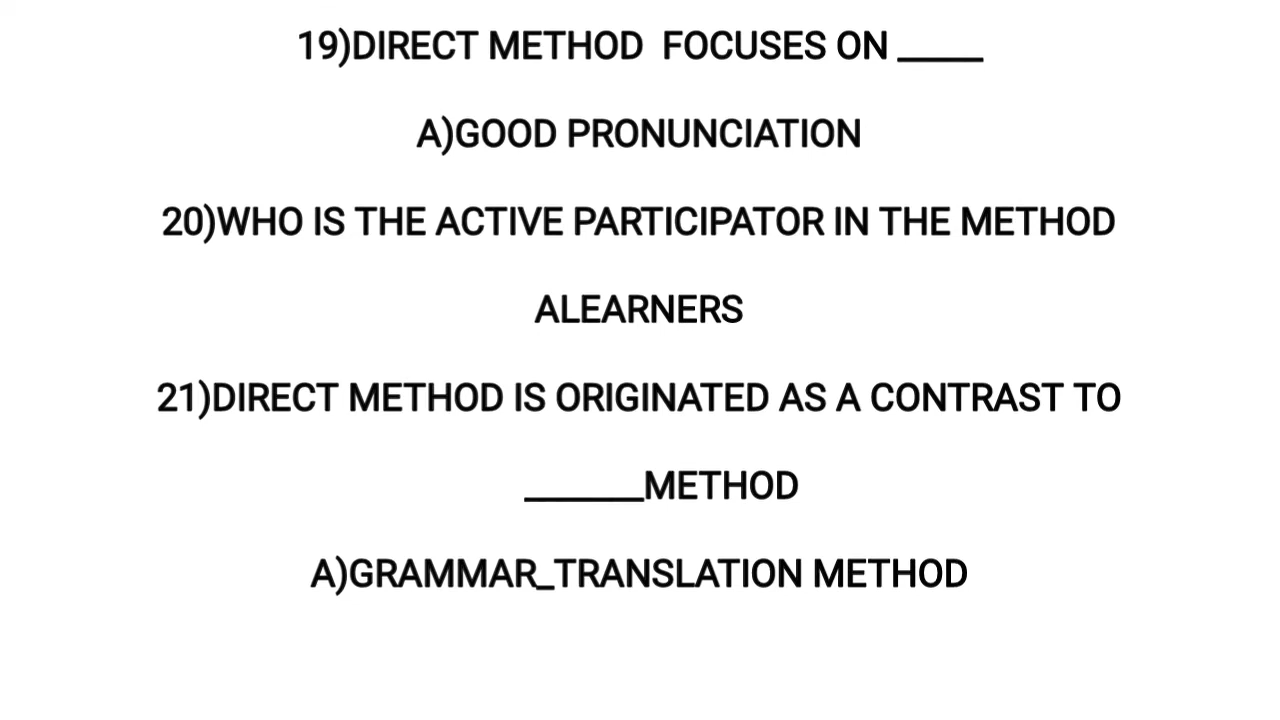 19)DIRECT METHOD  FOCUSES ON _____
A)GOOD PRONUNCIATION
20)WHO IS THE ACTIVE PARTICIPATOR IN THE METHOD
ALEARNERS
21)DIRECT METHOD IS ORIGINATED AS A CONTRAST TO
_______METHOD
A)GRAMMAR_TRANSLATION METHOD